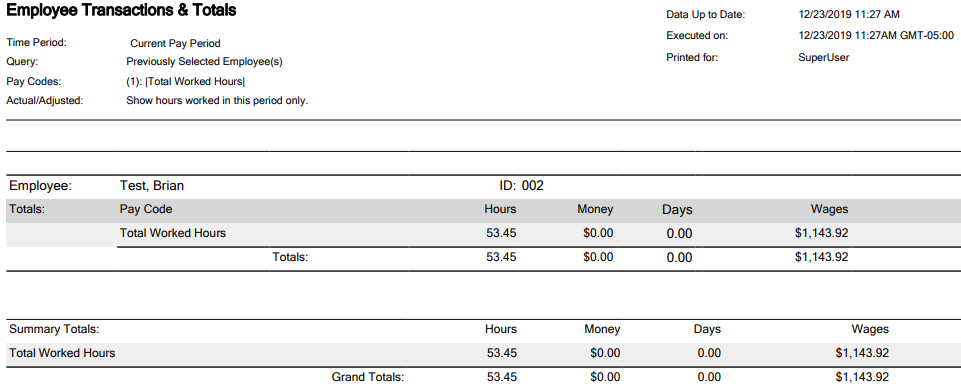 Employee Transactions & Totals
Data Up to Date: 12/23/2019 11:27 AM
Executed on: 12/23/2019 11:27AM GMT-05:00
Time Period: Current Pay Period
Printed for: SuperUser
Query: Previously Selected Employee(s)
Pay Codes: (1): |Total Worked Hours|
Actual/Adjusted: Show hours worked in this period only.
Employee: Test, Brian ID: 002
Totals: Pay Code Hours Money Days Wages
Total Worked Hours 53.45 $0.00 0.00 $1,143.92
Totals: 53.45 $0.00 0.00 $1,143.92
Summary Totals: Hours Money Days Wages
Total Worked Hours 53.45 $0.00 0.00 $1,143.92
Grand Totals: 53.45 $0.00 0.00 $1,143.92